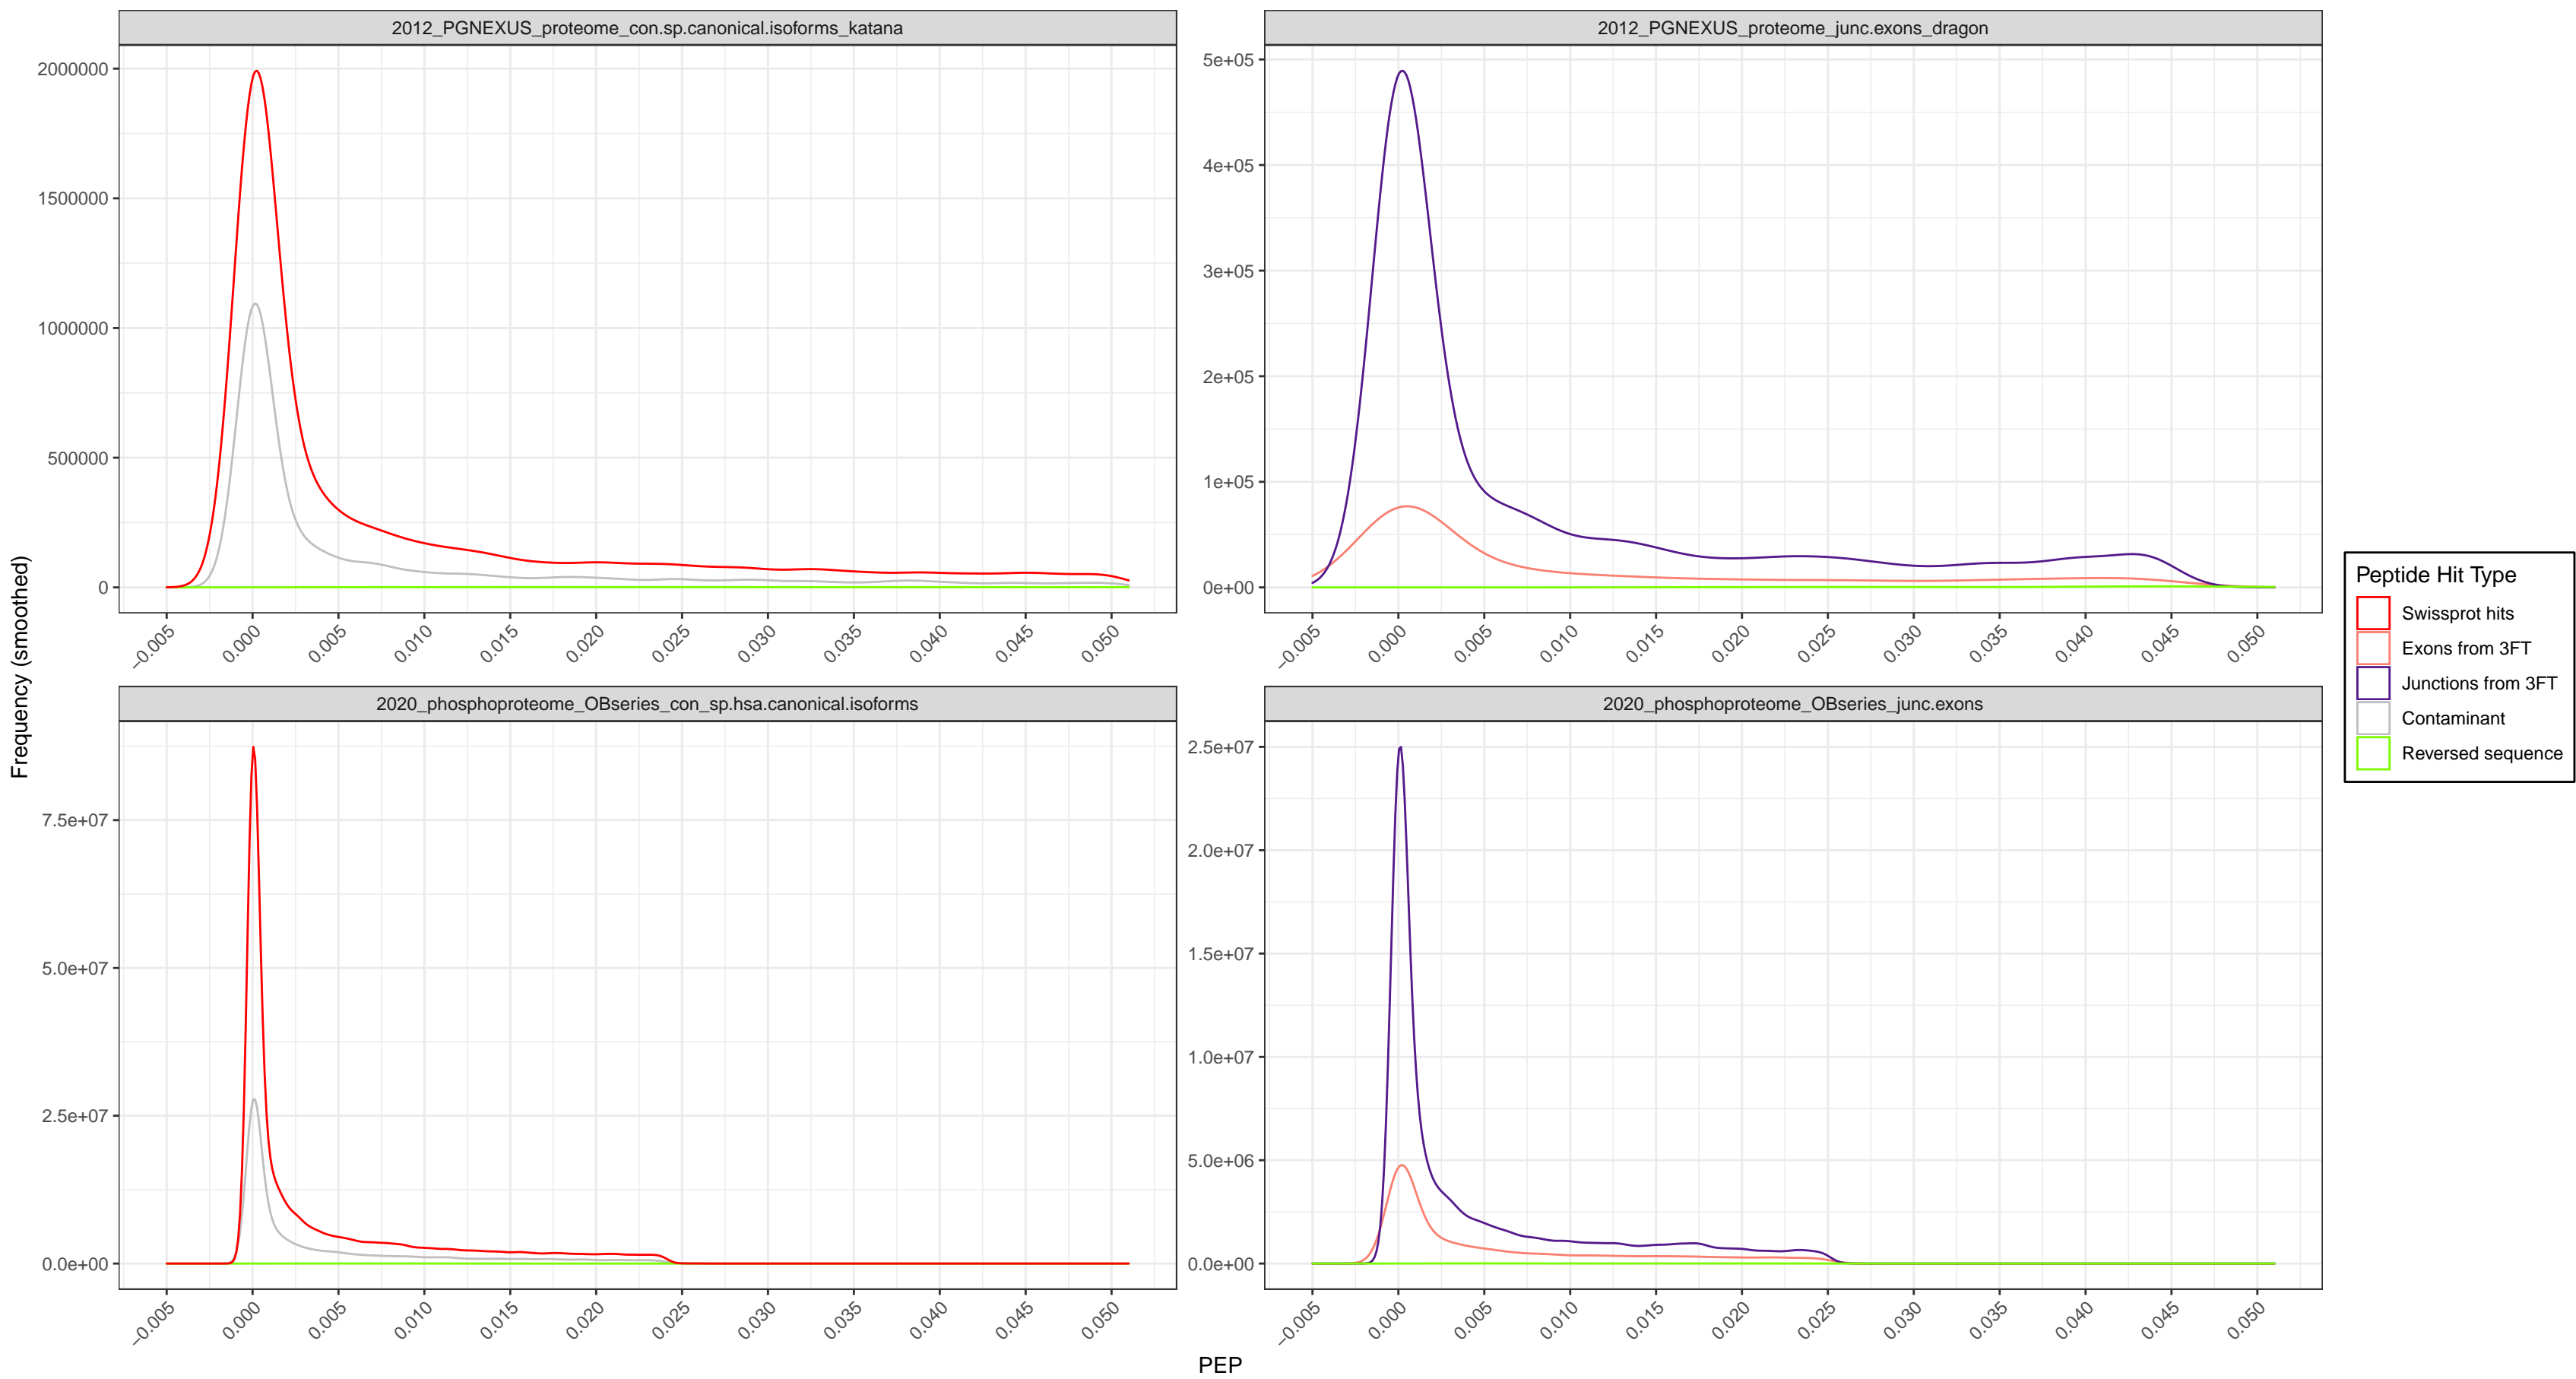 2012_PGNEXUS_proteome_con.sp.canonical.isoforms_katana
2012_PGNEXUS_proteome_junc.exons_dragon
2000000
1500000
1000000
500000
0
5e+05
4e+05
3e+05
2e+05
1e+05
0e+00
−0.005 0.000 0.005 0.010 0.015 0.020 0.025 0.030 0.035 0.040 0.045 0.050
−0.005 0.000 0.005 0.010 0.015 0.020 0.025 0.030 0.035 0.040 0.045 0.050
Frequency (smoothed)
2020_phosphoproteome_OBseries_con_sp.hsa.canonical.isoforms
2020_phosphoproteome_OBseries_junc.exons
7.5e+07
5.0e+07
2.5e+07
0.0e+00
2.5e+07
2.0e+07
1.5e+07
1.0e+07
5.0e+06
0.0e+00
−0.005 0.000 0.005 0.010 0.015 0.020 0.025 0.030 0.035 0.040 0.045 0.050
−0.005 0.000 0.005 0.010 0.015 0.020 0.025 0.030 0.035 0.040 0.045 0.050
PEP
Peptide Hit Type
Swissprot hits
Exons from 3FT
Junctions from 3FT
Contaminant
Reversed sequence